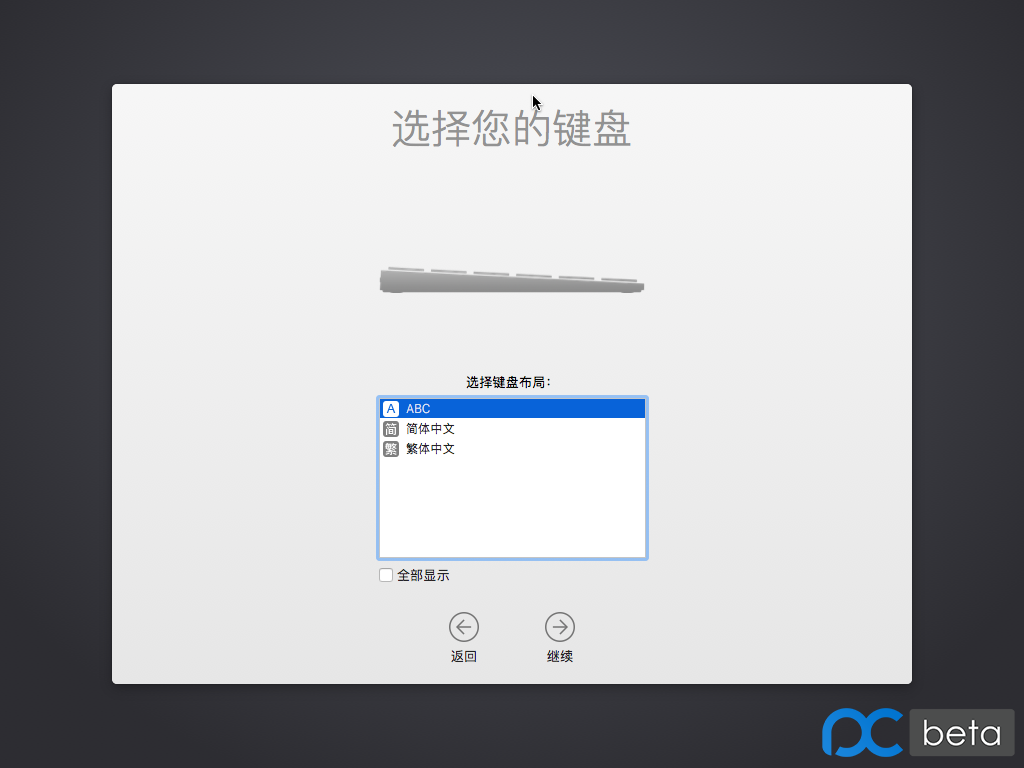 选择您的键盘
选择键盘布局：
A ABC
简 简体中文
繁 繁体中文
全部显示
返回 继续
pc beta